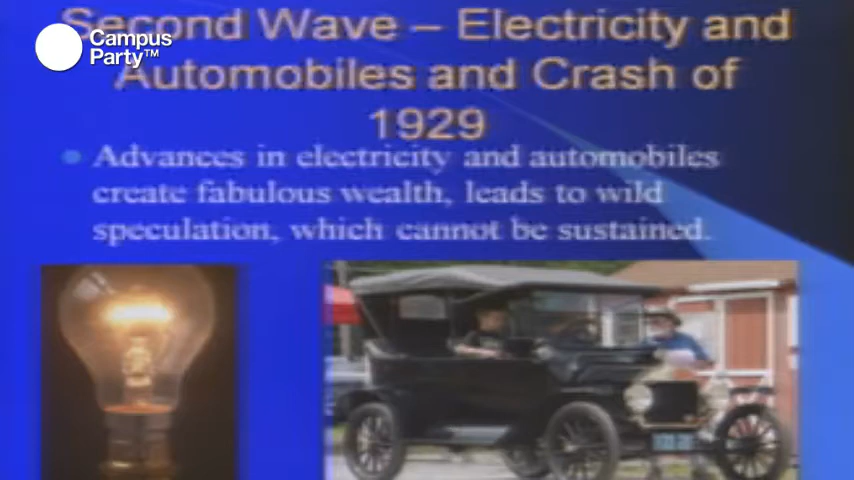 Second Wave – Electricity and
Campus
Party™
Automobiles and Crash of
1929
Advances in electricity and automobiles
create fabulous wealth, leads to wild
speculation, which cannot be sustained.